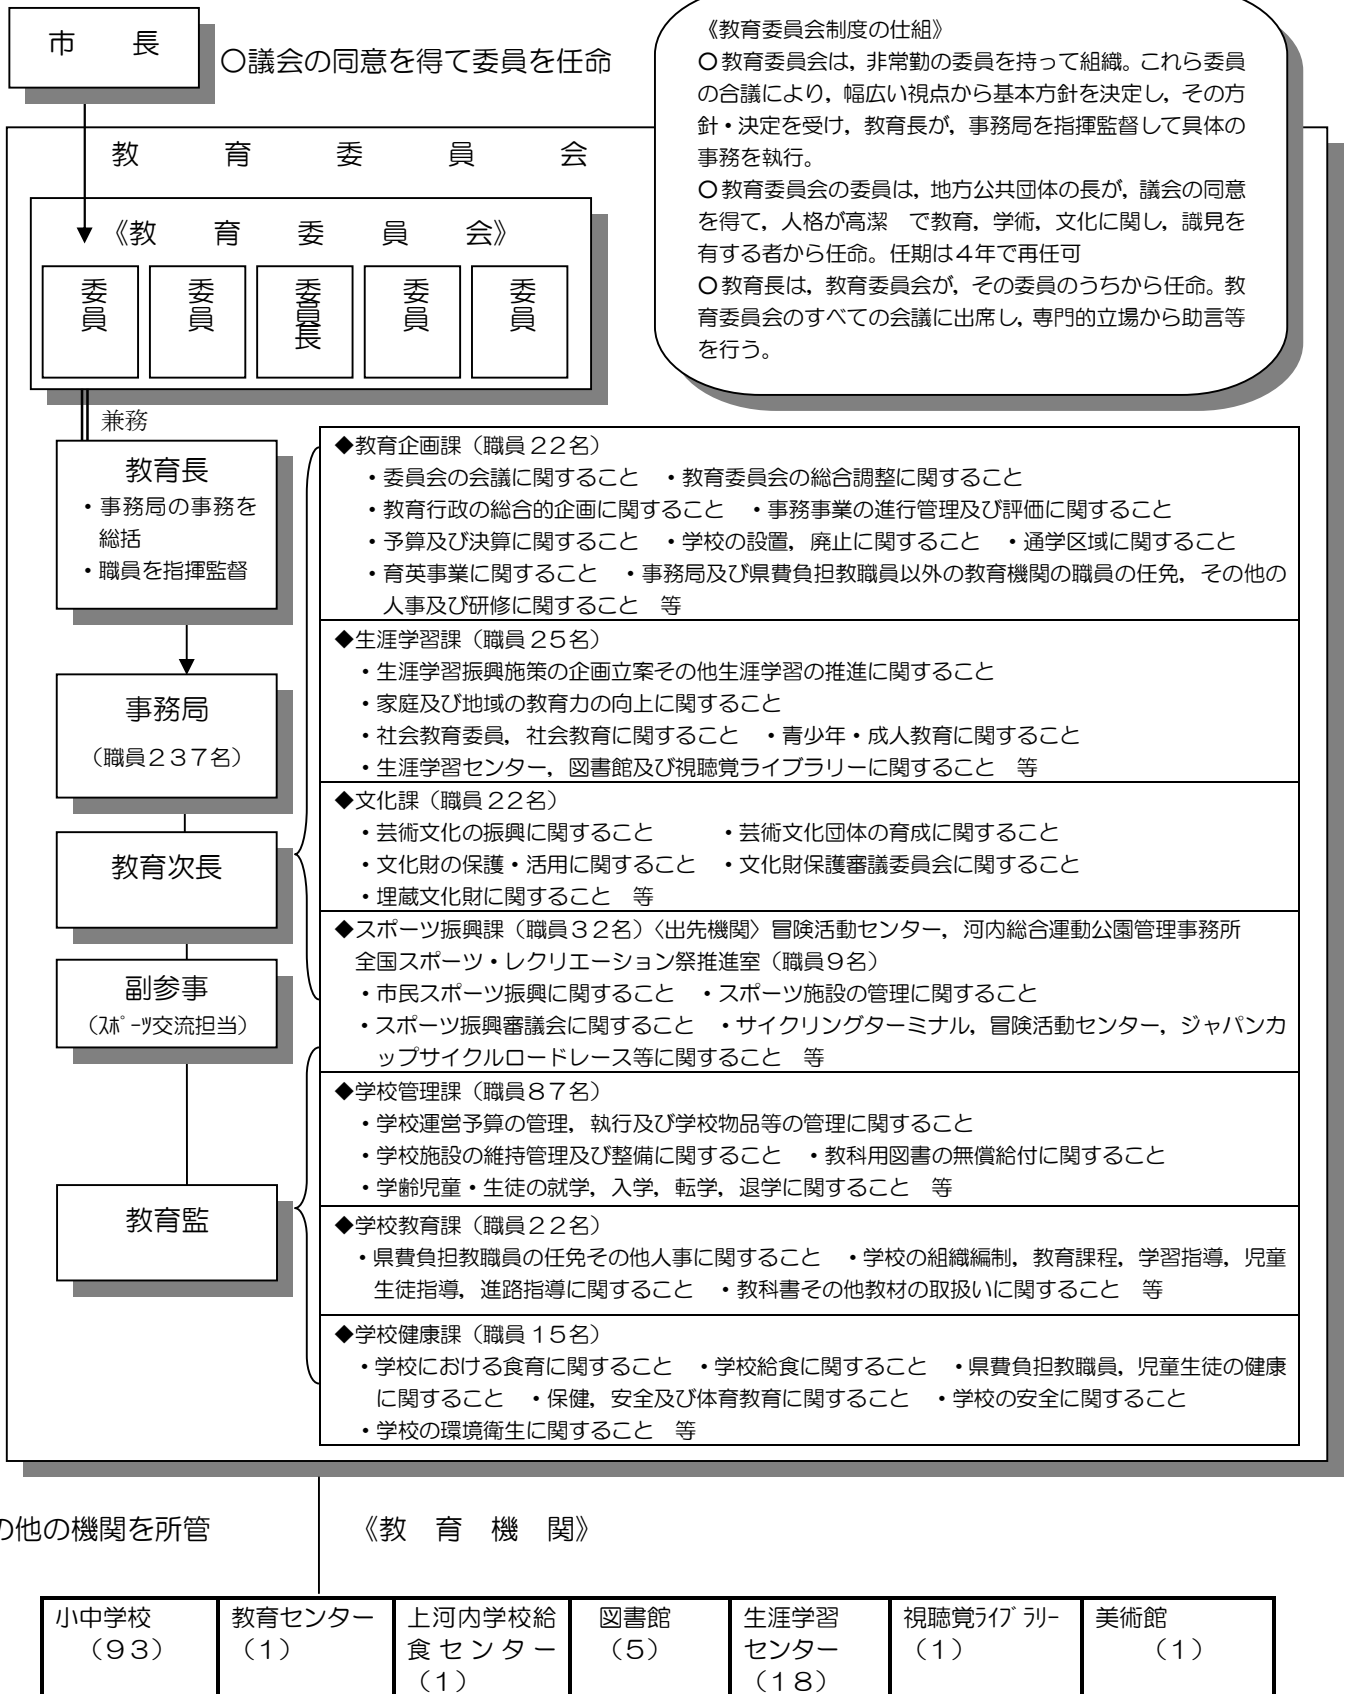 市　長
〇議会の同意を得て委員を任命
《教育委員会制度の仕組》
〇教育委員会は，非常勤の委員を持って組織。これら委員
の合議により，幅広い視点から基本方針を決定し，その方
針・決定を受け，教育長が，事務局を指揮監督して具体の
事務を執行。
〇教育委員会の委員は，地方公共団体の長が，議会の同意
を得て，人格が高潔　で教育，学術，文化に関し，識見を
有する者から任命。任期は４年で再任可
〇教育長は，教育委員会が，その委員のうちから任命。教
育委員会のすべての会議に出席し，専門的立場から助言等
を行う。
教　育　委　員　会
《教　育　委　員　会》
委員
委員
委員長
委員
委員
兼務
教育長
・事務局の事務を
総括
・職員を指揮監督
事務局
（職員２３７名）
教育次長
副参事
（ｽﾎﾟｰﾂ交流担当）
教育監
◆教育企画課（職員２２名）
・委員会の会議に関すること　・教育委員会の総合調整に関すること
・教育行政の総合的企画に関すること　・事務事業の進行管理及び評価に関すること
・予算及び決算に関すること　・学校の設置，廃止に関すること　・通学区域に関すること
・育英事業に関すること　・事務局及び県費負担教職員以外の教育機関の職員の任免，その他の
人事及び研修に関すること　等
◆生涯学習課（職員２５名）
・生涯学習振興施策の企画立案その他生涯学習の推進に関すること
・家庭及び地域の教育力の向上に関すること
・社会教育委員，社会教育に関すること　・青少年・成人教育に関すること
・生涯学習センター，図書館及び視聴覚ライブラリーに関すること　等
◆文化課（職員２２名）
・芸術文化の振興に関すること　　・芸術文化団体の育成に関すること
・文化財の保護・活用に関すること　・文化財保護審議委員会に関すること
・埋蔵文化財に関すること　等
◆スポーツ振興課（職員３２名）〈出先機関〉冒険活動センター，河内総合運動公園管理事務所
全国スポーツ・レクリエーション祭推進室（職員９名）
・市民スポーツ振興に関すること　・スポーツ施設の管理に関すること
・スポーツ振興審議会に関すること　・サイクリングターミナル，冒険活動センター，ジャパンカ
ップサイクルロードレース等に関すること　等
◆学校管理課（職員８７名）
・学校運営予算の管理，執行及び学校物品等の管理に関すること
・学校施設の維持管理及び整備に関すること　・教科用図書の無償給付に関すること
・学齢児童・生徒の就学，入学，転学，退学に関すること　等
◆学校教育課（職員２２名）
・県費負担教職員の任免その他人事に関すること　・学校の組織編制，教育課程，学習指導，児童
生徒指導，進路指導に関すること　・教科書その他教材の取扱いに関すること　等
◆学校健康課（職員１５名）
・学校における食育に関すること　・学校給食に関すること　・県費負担教職員，児童生徒の健康
に関すること　・保健，安全及び体育教育に関すること　・学校の安全に関すること
・学校の環境衛生に関すること　等
の他の機関を所管
《教　育　機　関》
小中学校
（９３）
教育センター
（１）
上河内学校給
食センター
（１）
図書館
（５）
生涯学習
センター
（１８）
視聴覚ﾗｲﾌﾞﾗﾘｰ
（１）
美術館
（１）